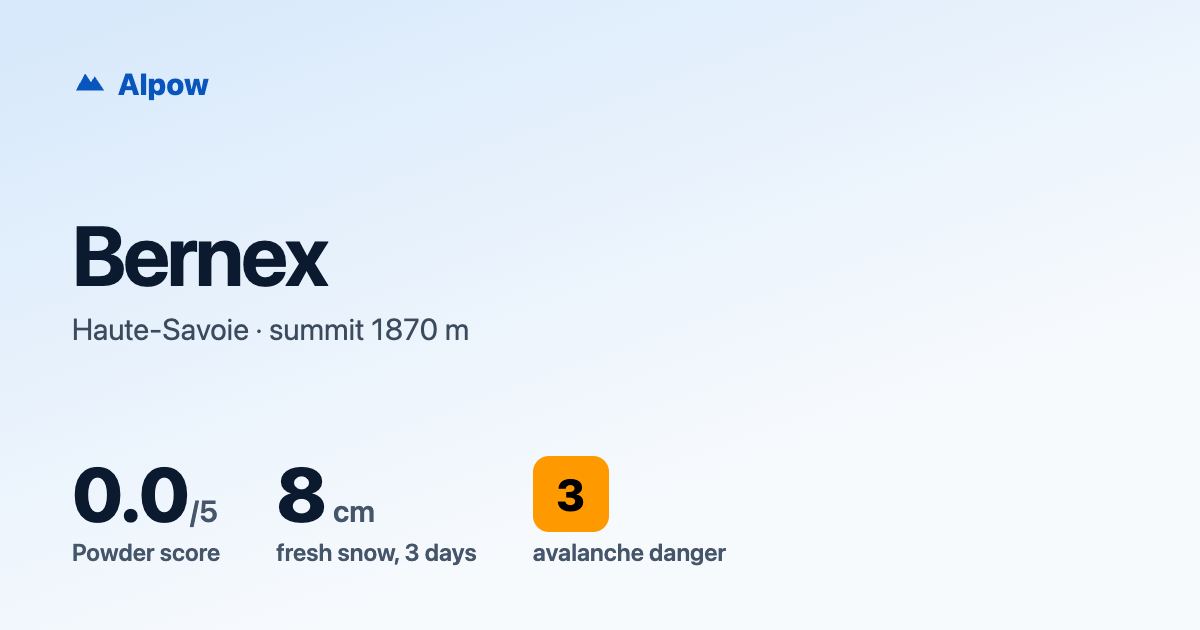 Alpow
Bernex
Haute-Savoie · summit 1870 m
0.0/5
Powder score
8 cm
fresh snow, 3 days
3
avalanche danger